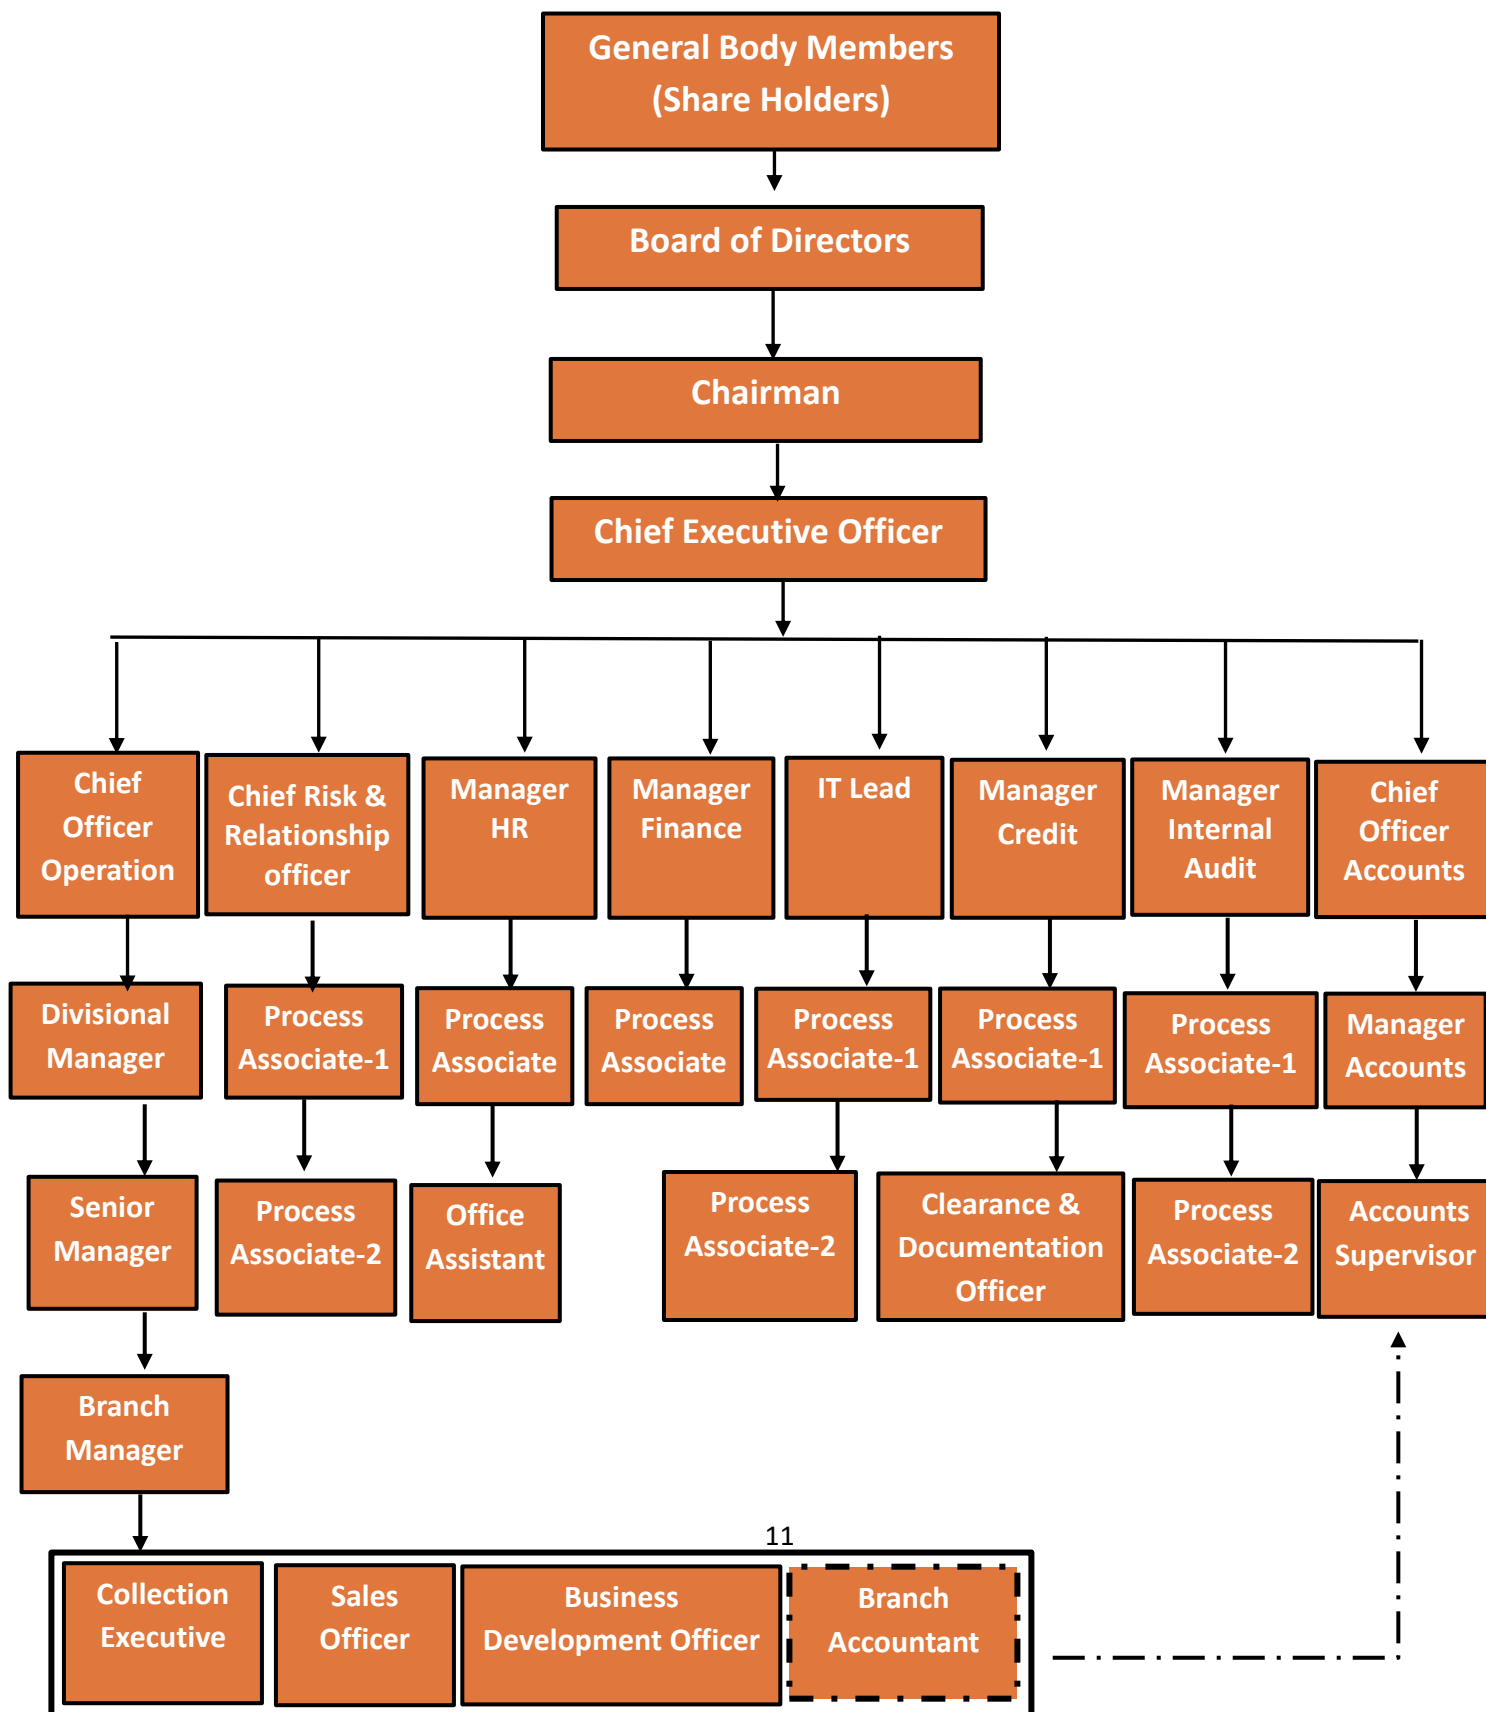 General Body Members
(Share Holders)
Board of Directors
Chairman
Chief Executive Officer
Chief
Officer
Operation
Chief Risk &
Relationship
officer
Manager
HR
Manager
Finance
IT Lead
Manager
Credit
Manager
Internal
Audit
Chief
Officer
Accounts
Divisional
Manager
Process
Associate-1
Process
Associate
Process
Associate
Process
Associate-1
Process
Associate-1
Process
Associate-1
Manager
Accounts
Senior
Manager
Process
Associate-2
Office
Assistant
Process
Associate-2
Clearance &
Documentation
Officer
Process
Associate-2
Accounts
Supervisor
Branch
Manager
11
Collection
Executive
Sales
Officer
Business
Development Officer
Branch
Accountant